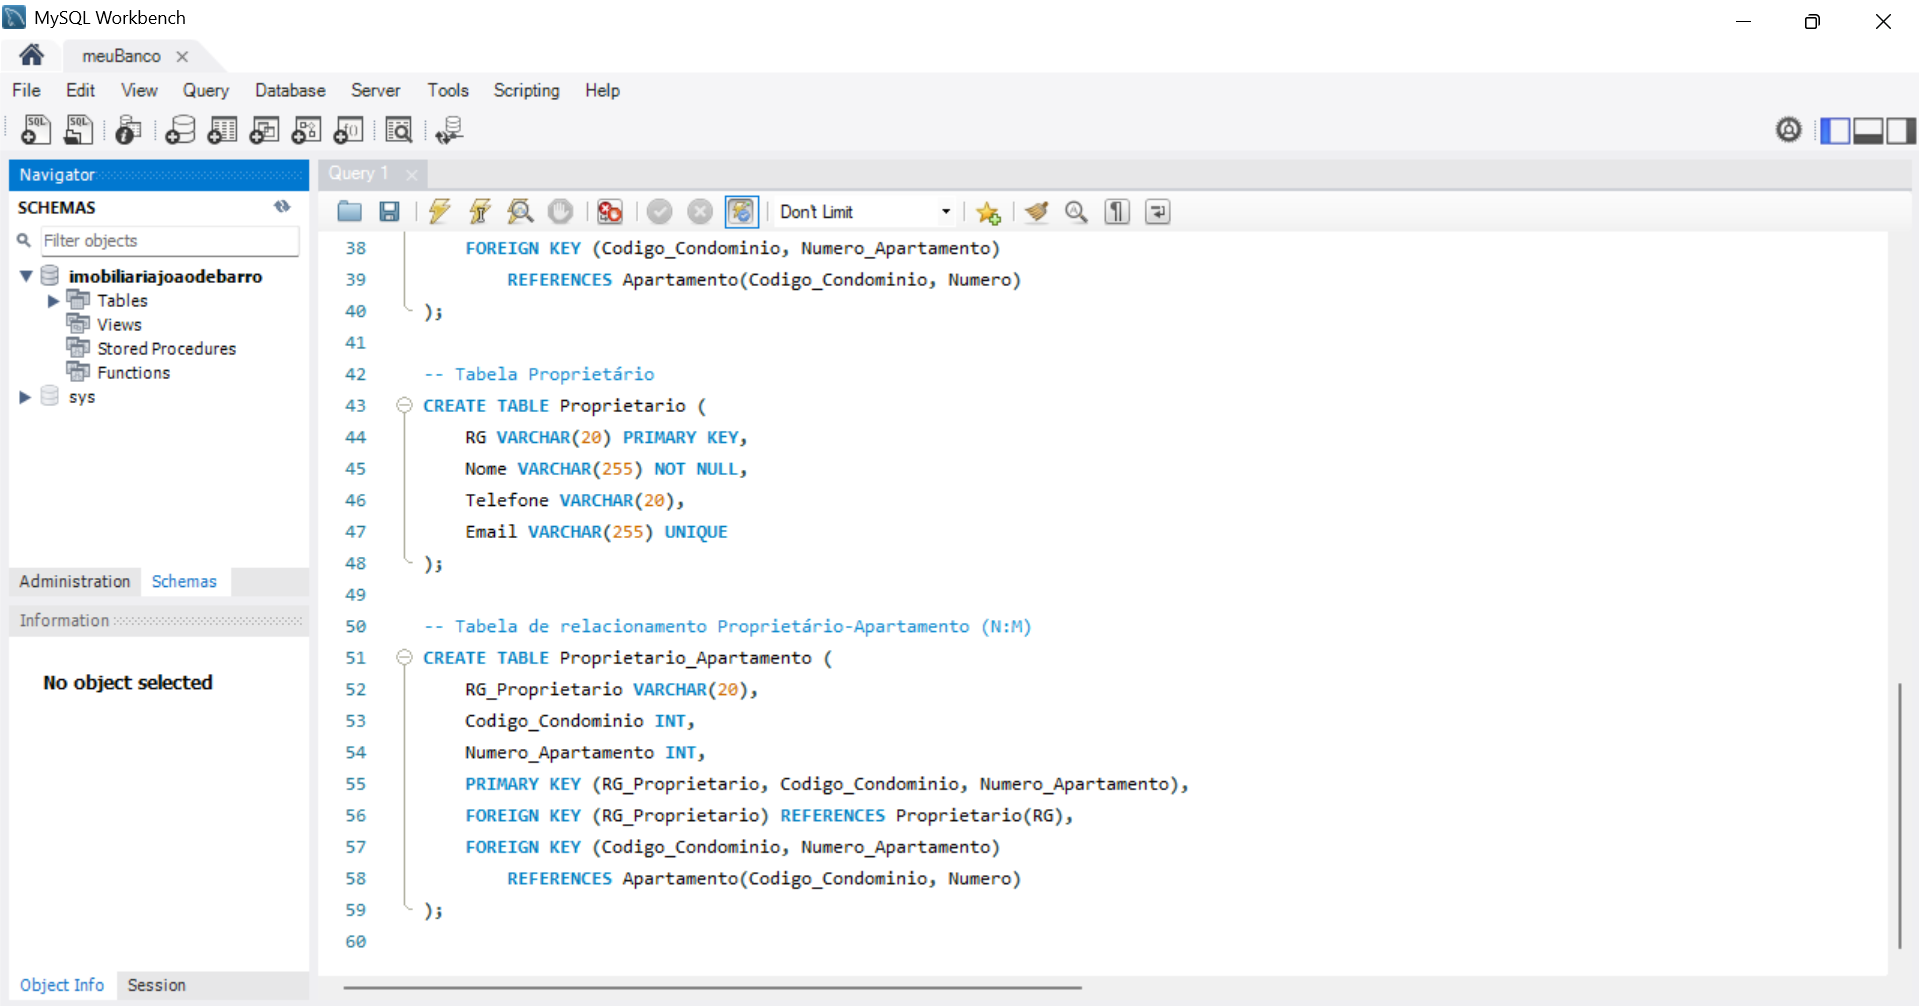 MySQL Workbench
meuBanco
File Edit View Query Database Server Tools Scripting Help
Navigator
SCHEMAS
Filter objects
imobiliariajoaodebarro
Tables
Views
Stored Procedures
Functions
sys
Administration Schemas
Information
No object selected
Object Info Session
Query 1
Don't Limit
38 FOREIGN KEY (Codigo_Condominio, Numero_Apartamento)
39 REFERENCES Apartamento(Codigo_Condominio, Numero)
40 );
41
42 -- Tabela Proprietário
43 CREATE TABLE Proprietario (
44 RG VARCHAR(20) PRIMARY KEY,
45 Nome VARCHAR(255) NOT NULL,
46 Telefone VARCHAR(20),
47 Email VARCHAR(255) UNIQUE
48 );
49
50 -- Tabela de relacionamento Proprietário-Apartamento (N:M)
51 CREATE TABLE Proprietario_Apartamento (
52 RG_Proprietario VARCHAR(20),
53 Codigo_Condominio INT,
54 Numero_Apartamento INT,
55 PRIMARY KEY (RG_Proprietario, Codigo_Condominio, Numero_Apartamento),
56 FOREIGN KEY (RG_Proprietario) REFERENCES Proprietario(RG),
57 FOREIGN KEY (Codigo_Condominio, Numero_Apartamento)
58 REFERENCES Apartamento(Codigo_Condominio, Numero)
59 );
60